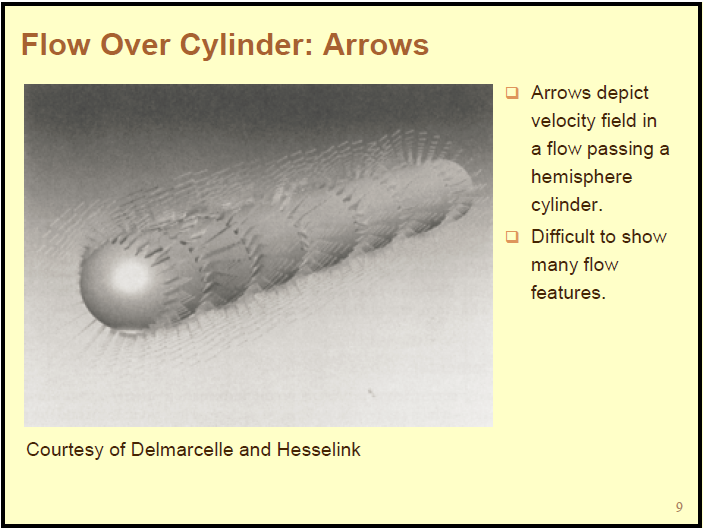 Flow Over Cylinder: Arrows
Arrows depict
velocity field in
a flow passing a
hemisphere
cylinder.
Difficult to show
many flow
features.
Courtesy of Delmarcelle and Hesselink
9